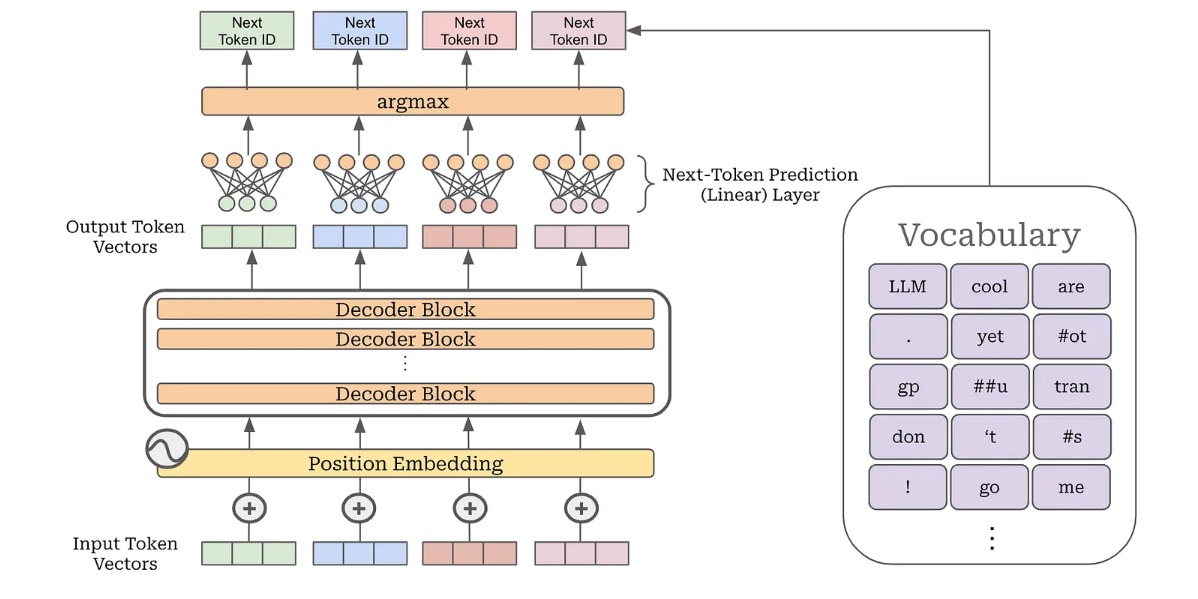 Next
Token ID
Next
Token ID
Next
Token ID
Next
Token ID
argmax
Next-Token Prediction
(Linear) Layer
Output Token
Vectors
Decoder Block
Decoder Block
⋮
Decoder Block
Position Embedding
Input Token
Vectors
Vocabulary
LLM cool are
. yet #ot
gp ##u tran
don ‘t #s
! go me
⋮